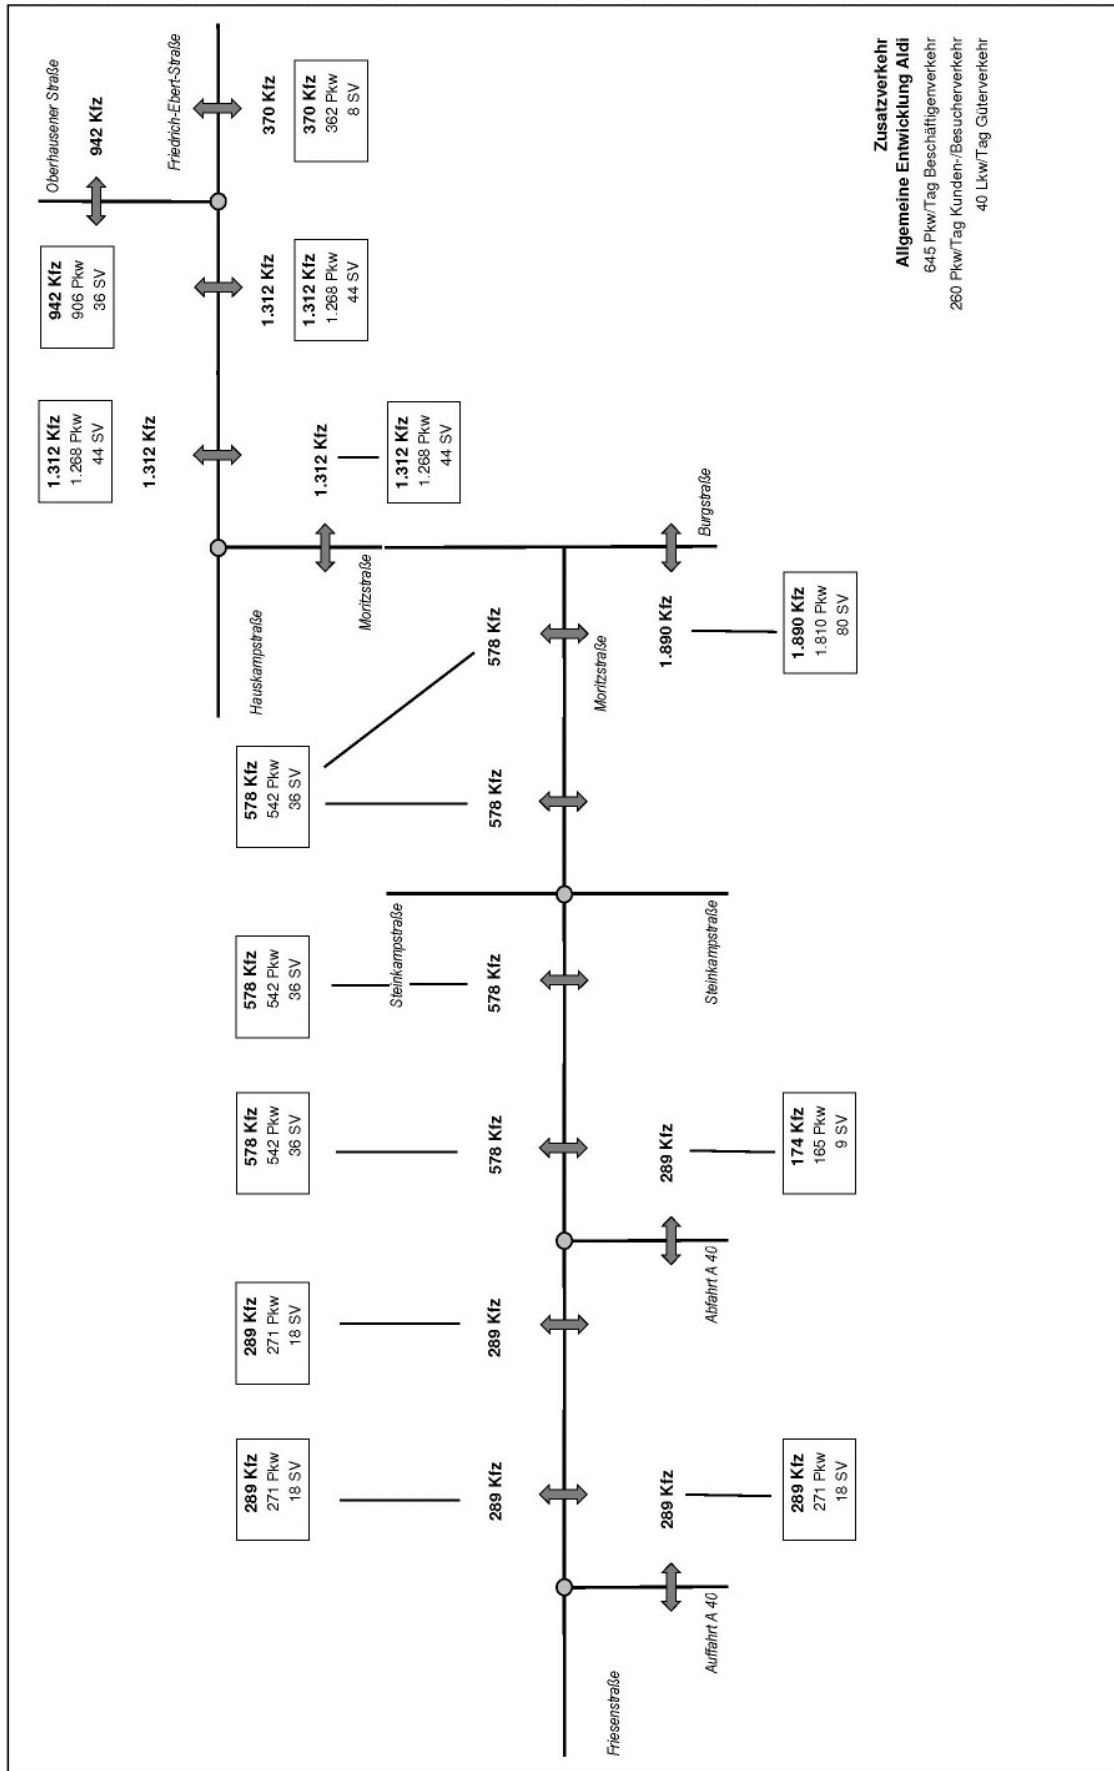 Zusatzverkehr
Allgemeine Entwicklung Aldi
645 Pkw/Tag Beschäftigenverkehr
260 Pkw/Tag Kunden-/Besucherverkehr
40 Lkw/Tag Güterverkehr
Oberhausener Straße
942 Kfz
Friedrich-Ebert-Straße
370 Kfz
370 Kfz
362 Pkw
8 SV
942 Kfz
906 Pkw
36 SV
1.312 Kfz
1.312 Kfz
1.268 Pkw
44 SV
1.312 Kfz
1.268 Pkw
44 SV
1.312 Kfz
1.312 Kfz
1.312 Kfz
1.268 Pkw
44 SV
Hauskampstraße
Moritzstraße
Burgstraße
1.890 Kfz
1.890 Kfz
1.810 Pkw
80 SV
578 Kfz
Moritzstraße
578 Kfz
542 Pkw
36 SV
578 Kfz
Steinkampstraße
Steinkampstraße
578 Kfz
542 Pkw
36 SV
578 Kfz
578 Kfz
542 Pkw
36 SV
578 Kfz
289 Kfz
174 Kfz
165 Pkw
9 SV
Abfahrt A 40
289 Kfz
271 Pkw
18 SV
289 Kfz
289 Kfz
271 Pkw
18 SV
289 Kfz
289 Kfz
289 Kfz
271 Pkw
18 SV
Auffahrt A 40
Friesenstraße